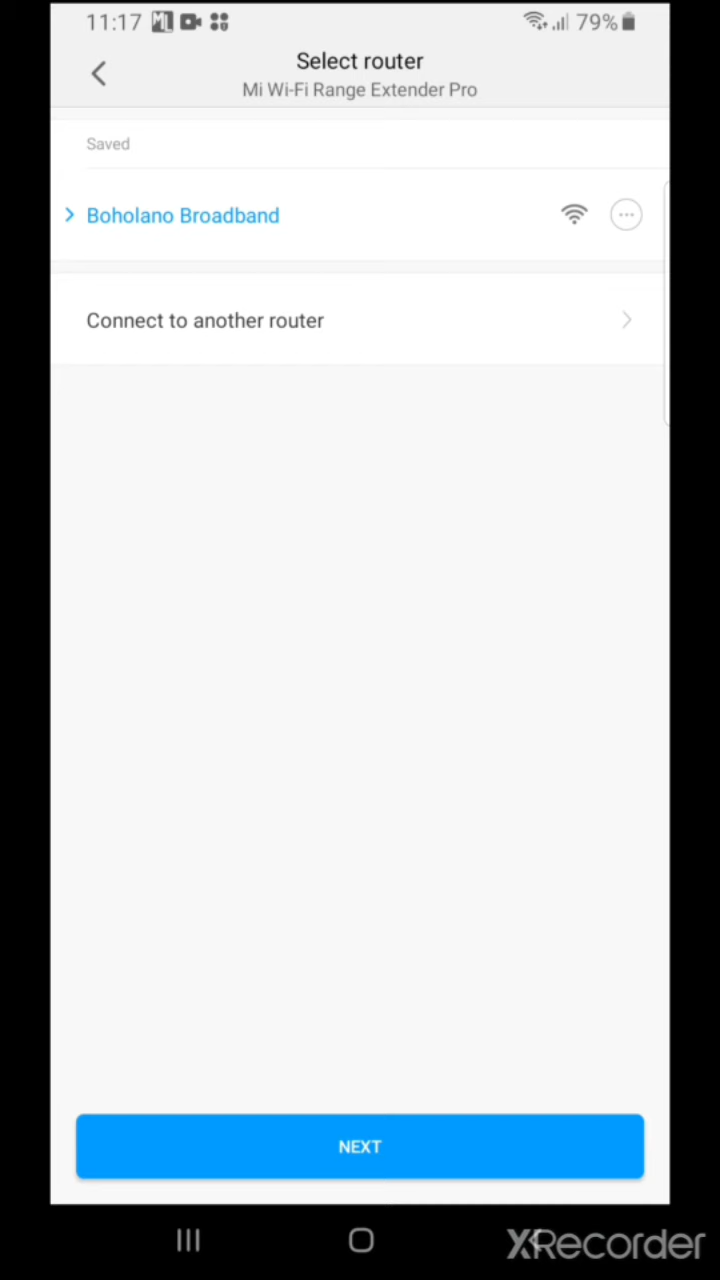 11:17 79%
Select router
Mi Wi-Fi Range Extender Pro
Saved
Boholano Broadband
Connect to another router
NEXT
XRecorder